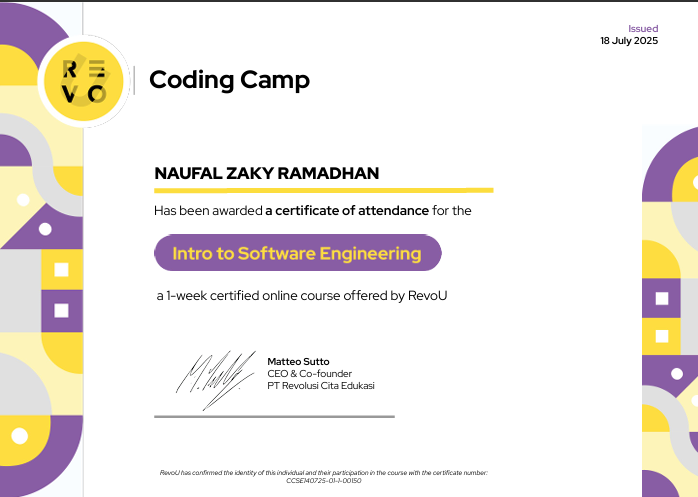 Issued
18 July 2025
RE
VO
Coding Camp
NAUFAL ZAKY RAMADHAN
Has been awarded a certificate of attendance for the
Intro to Software Engineering
a 1-week certified online course offered by RevoU
Matteo Sutto
CEO & Co-founder
PT Revolusi Cita Edukasi
RevoU has confirmed the identity of this individual and their participation in the course with the certificate number:
CCSE140725-01-1-00150